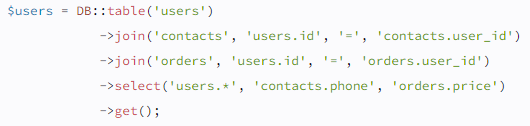 $users = DB::table('users')
->join('contacts', 'users.id', '=', 'contacts.user_id')
->join('orders', 'users.id', '=', 'orders.user_id')
->select('users.*', 'contacts.phone', 'orders.price')
->get();